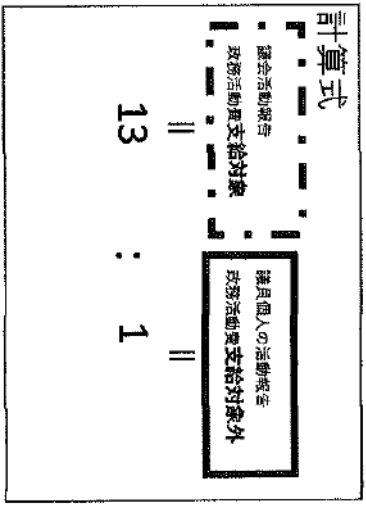 計算式
議会活動報告
政務活動費支給対象
議員個人の活動報告
政務活動費支給対象外
＝ ＝
13 : 1